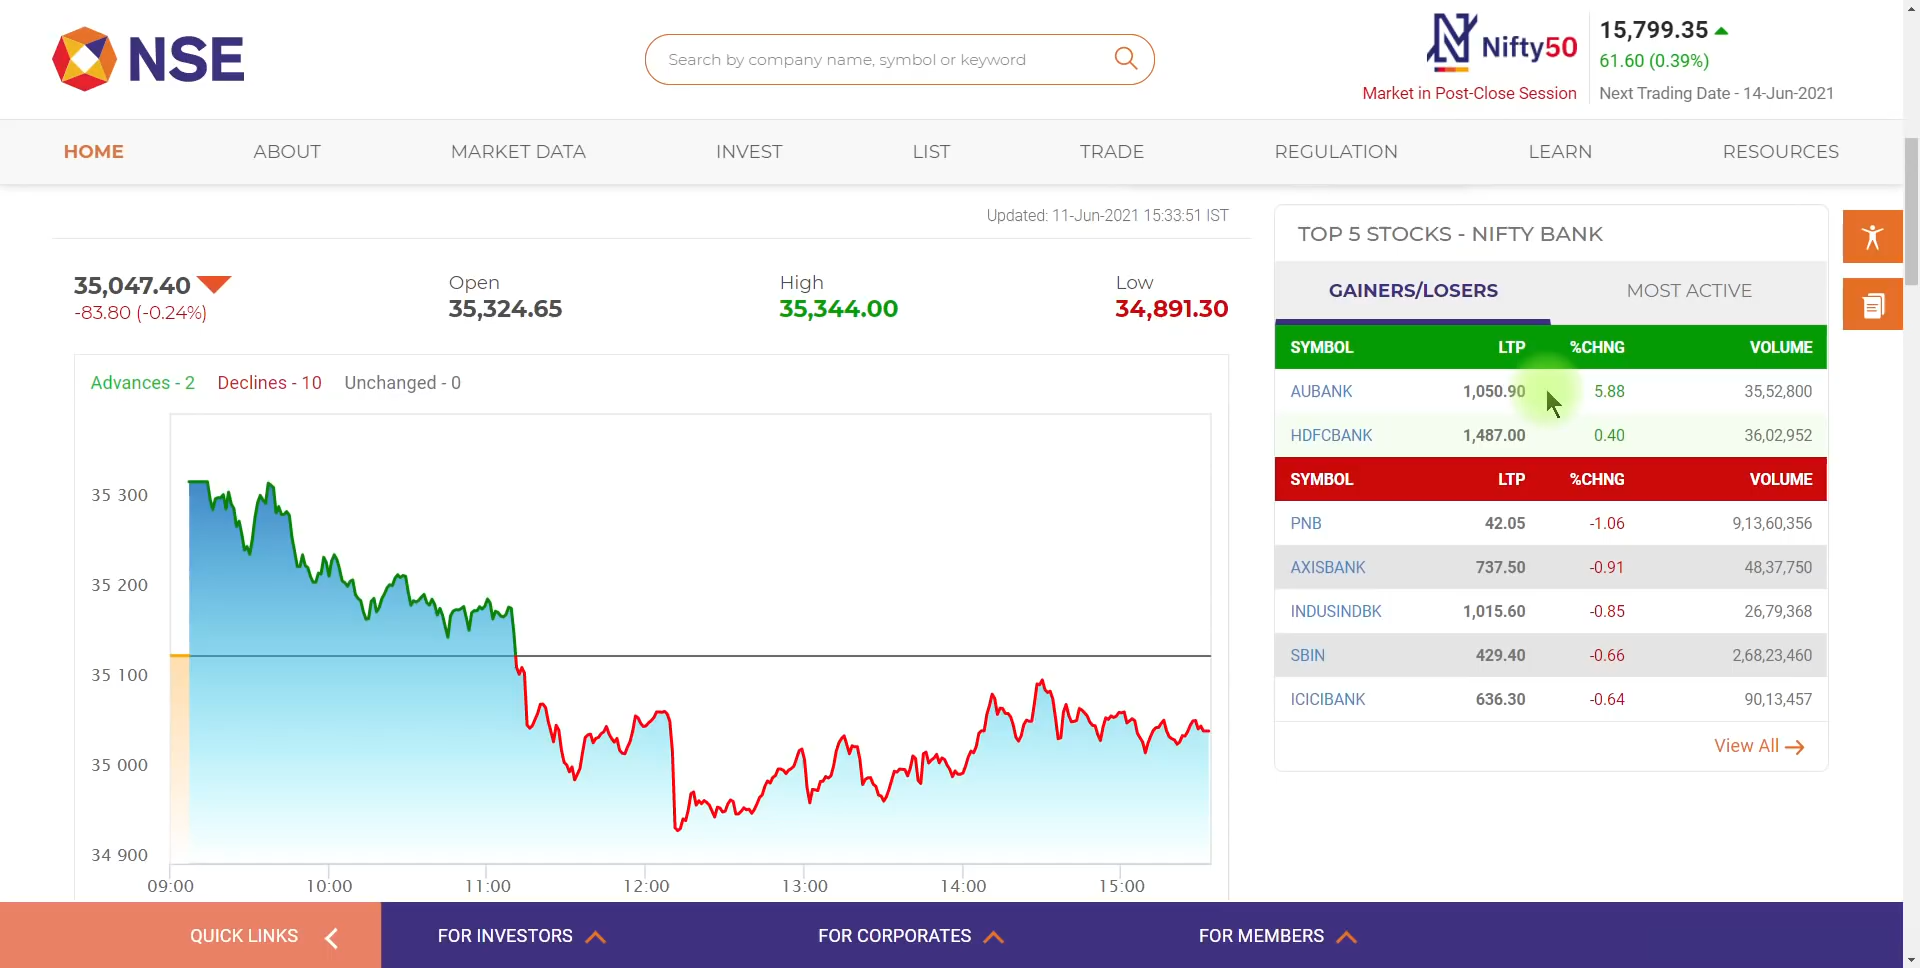 NSE
Search by company name, symbol or keyword
Nifty50
15,799.35
61.60 (0.39%)
Market in Post-Close Session
Next Trading Date - 14-Jun-2021
HOME ABOUT MARKET DATA INVEST LIST TRADE REGULATION LEARN RESOURCES
Updated: 11-Jun-2021 15:33:51 IST
35,047.40
-83.80 (-0.24%)
Open
35,324.65
High
35,344.00
Low
34,891.30
Advances - 2 Declines - 10 Unchanged - 0
35 300
35 200
35 100
35 000
34 900
09:00 10:00 11:00 12:00 13:00 14:00 15:00
TOP 5 STOCKS - NIFTY BANK
GAINERS/LOSERS MOST ACTIVE
SYMBOL LTP %CHNG VOLUME
AUBANK 1,050.90 5.88 35,52,800
HDFCBANK 1,487.00 0.40 36,02,952
SYMBOL LTP %CHNG VOLUME
PNB 42.05 -1.06 9,13,60,356
AXISBANK 737.50 -0.91 48,37,750
INDUSINDBK 1,015.60 -0.85 26,79,368
SBIN 429.40 -0.66 2,68,23,460
ICICIBANK 636.30 -0.64 90,13,457
View All
QUICK LINKS FOR INVESTORS FOR CORPORATES FOR MEMBERS